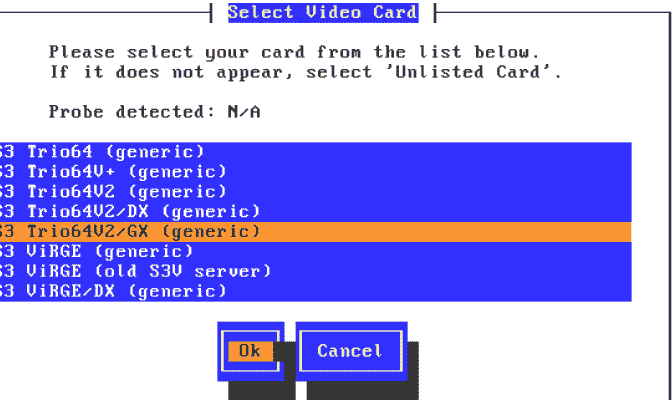 Select Video Card
Please select your card from the list below.
If it does not appear, select 'Unlisted Card'.
Probe detected: N/A
S3 Trio64 (generic)
S3 Trio64V+ (generic)
S3 Trio64V2 (generic)
S3 Trio64V2/DX (generic)
S3 Trio64V2/GX (generic)
S3 ViRGE (generic)
S3 ViRGE (old S3V server)
S3 ViRGE/DX (generic)
Ok Cancel